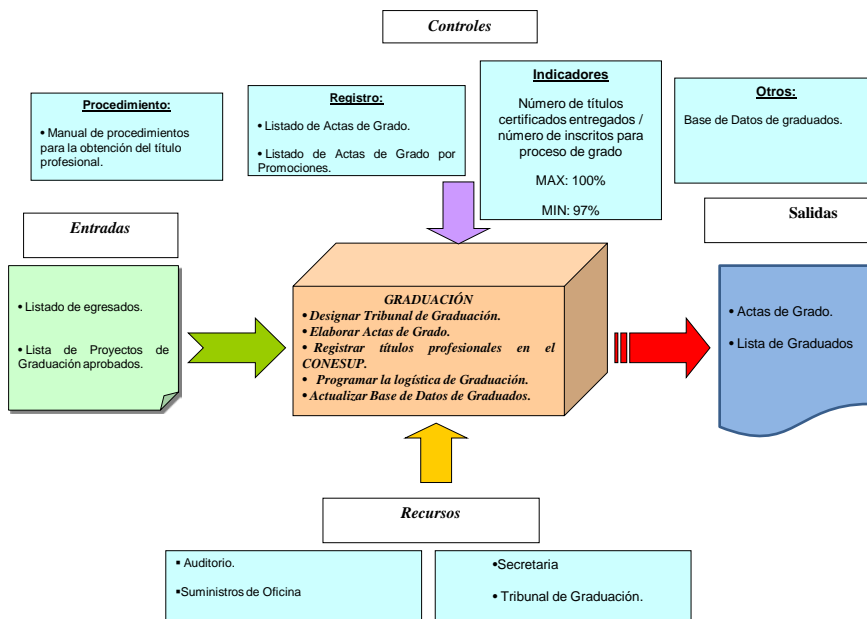 Controles
Procedimiento:
• Manual de procedimientos
para la obtención del título
profesional.
Registro:
• Listado de Actas de Grado.
• Listado de Actas de Grado por
Promociones.
Indicadores
Número de títulos
certificados entregados /
número de inscritos para
proceso de grado
MAX: 100%
MIN: 97%
Otros:
Base de Datos de graduados.
Entradas
• Listado de egresados.
• Lista de Proyectos de
Graduación aprobados.
GRADUACIÓN
• Designar Tribunal de Graduación.
• Elaborar Actas de Grado.
• Registrar títulos profesionales en el
CONESUP.
• Programar la logística de Graduación.
• Actualizar Base de Datos de Graduados.
Salidas
• Actas de Grado.
• Lista de Graduados
Recursos
▪ Auditorio.
▪Suministros de Oficina
•Secretaria
• Tribunal de Graduación.